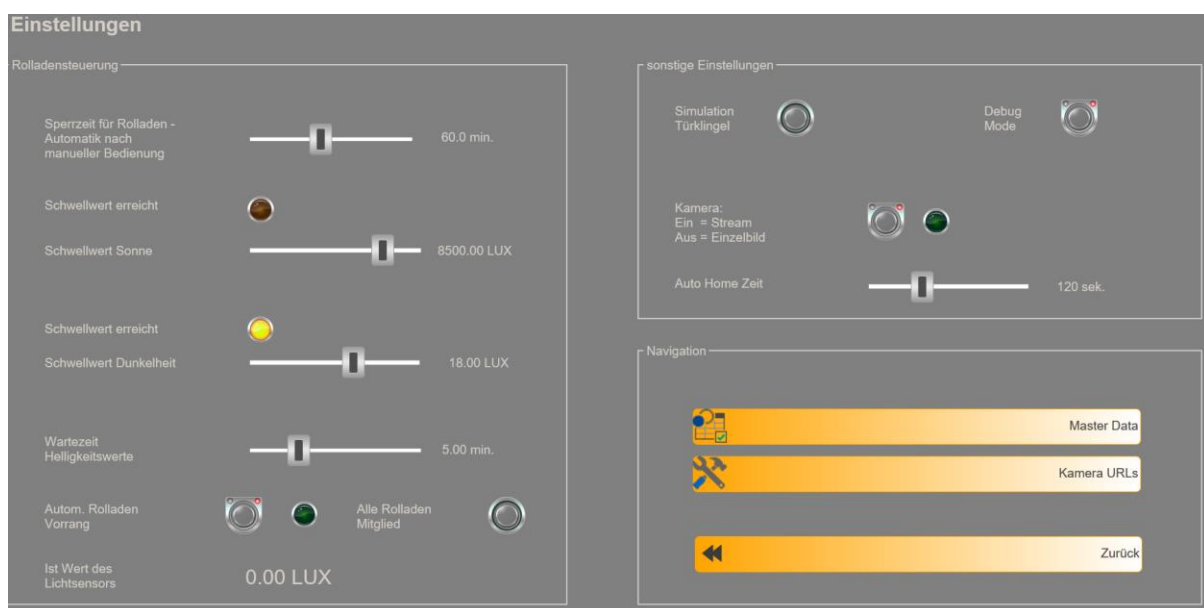 Einstellungen
Rolladensteuerung
Sperrzeit für Rolladen -
Automatik nach
manueller Bedienung
60.0 min.
Schwellwert erreicht
Schwellwert Sonne
8500.00 LUX
Schwellwert erreicht
Schwellwert Dunkelheit
18.00 LUX
Wartezeit
Helligkeitswerte
5.00 min.
Autom. Rolladen
Vorrang
Alle Rolladen
Mitglied
Ist Wert des
Lichtsensors
0.00 LUX
sonstige Einstellungen
Simulation
Türklingel
Debug
Mode
Kamera:
Ein = Stream
Aus = Einzelbild
Auto Home Zeit
120 sek.
Navigation
Master Data
Kamera URLs
Zurück